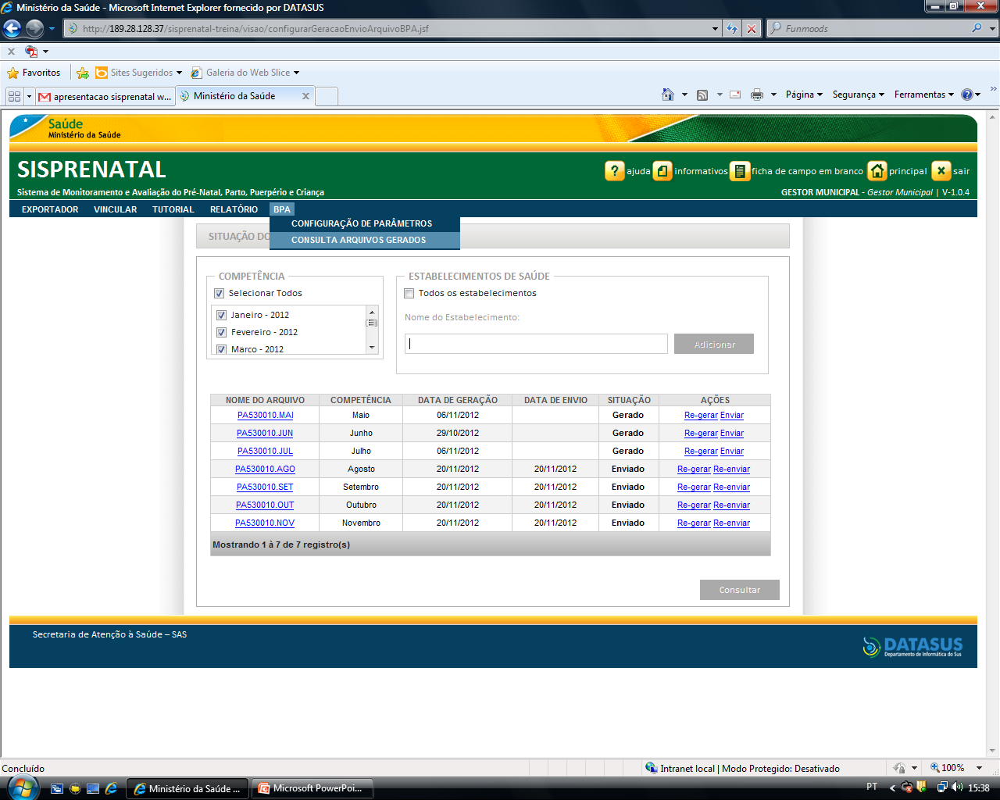 Ministério da Saúde - Microsoft Internet Explorer fornecido por DATASUS
http://189.28.128.37/sisprenatal-treina/visao/configurarGeracaoEnvioArquivoBPA.jsf
Funmoods
Favoritos
Sites Sugeridos
Galeria do Web Slice
apresentacao sisprenatal w...
Ministério da Saúde
Página
Segurança
Ferramentas
Saúde
Ministério da Saúde
SISPRENATAL
ajuda
informativos
ficha de campo em branco
principal
sair
Sistema de Monitoramento e Avaliação do Pré-Natal, Parto, Puerpério e Criança
GESTOR MUNICIPAL - Gestor Municipal | V-1.0.4
EXPORTADOR VINCULAR TUTORIAL RELATÓRIO BPA
CONFIGURAÇÃO DE PARÂMETROS
CONSULTA ARQUIVOS GERADOS
SITUAÇÃO DO
COMPETÊNCIA
Selecionar Todos
Janeiro - 2012
Fevereiro - 2012
Marco - 2012
ESTABELECIMENTOS DE SAÚDE
Todos os estabelecimentos
Nome do Estabelecimento:
Adicionar
NOME DO ARQUIVO COMPETÊNCIA DATA DE GERAÇÃO DATA DE ENVIO SITUAÇÃO AÇÕES
PA530010.MAI Maio 06/11/2012 Gerado Re-gerar Enviar
PA530010.JUN Junho 29/10/2012 Gerado Re-gerar Enviar
PA530010.JUL Julho 06/11/2012 Gerado Re-gerar Enviar
PA530010.AGO Agosto 20/11/2012 20/11/2012 Enviado Re-gerar Re-enviar
PA530010.SET Setembro 20/11/2012 20/11/2012 Enviado Re-gerar Re-enviar
PA530010.OUT Outubro 20/11/2012 20/11/2012 Enviado Re-gerar Re-enviar
PA530010.NOV Novembro 20/11/2012 20/11/2012 Enviado Re-gerar Re-enviar
Mostrando 1 à 7 de 7 registro(s)
Consultar
Secretaria de Atenção à Saúde – SAS
DATASUS
Departamento de Informática do Sus
Concluído
Intranet local | Modo Protegido: Desativado
100%
Ministério da Saúde ...
Microsoft PowerPoi...
PT
15:38